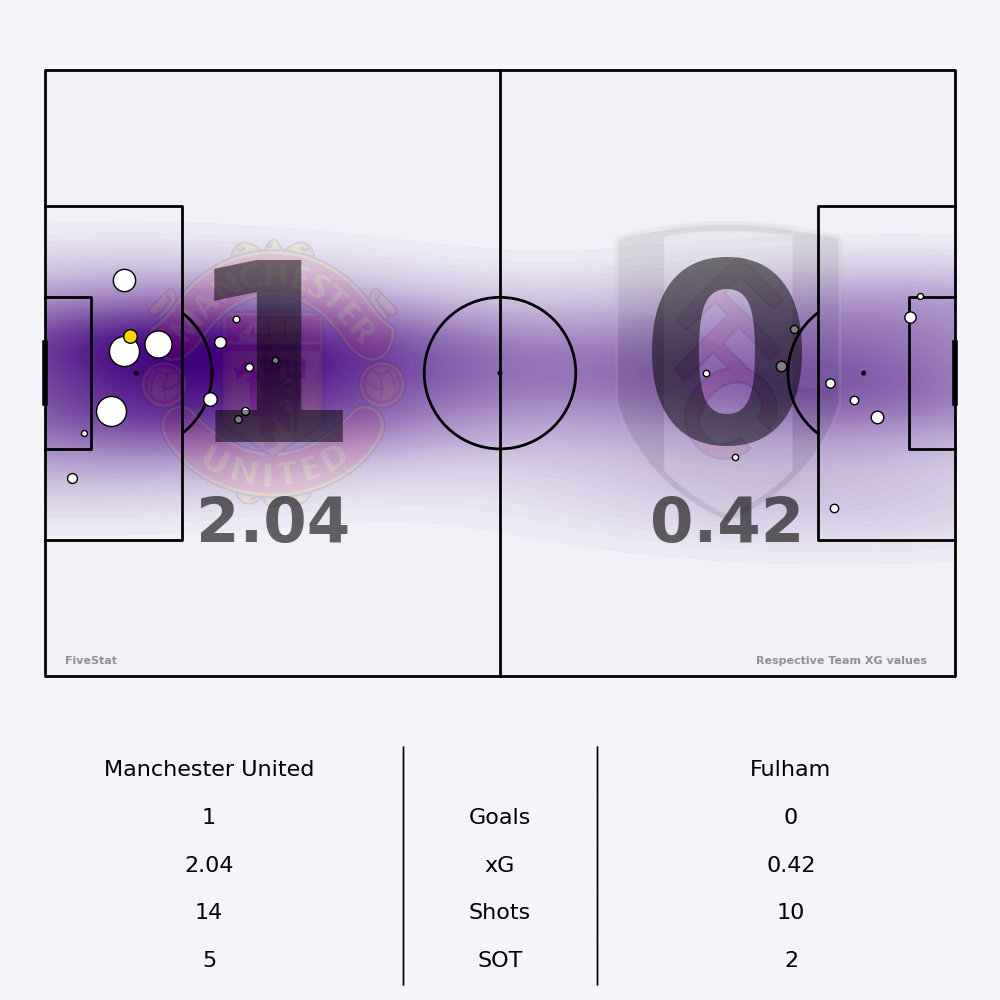 MANCHESTER
1
0
UNITED
2.04
0.42
FiveStat
Respective Team XG values
Manchester United
Fulham
1
Goals
0
2.04
xG
0.42
14
Shots
10
5
SOT
2